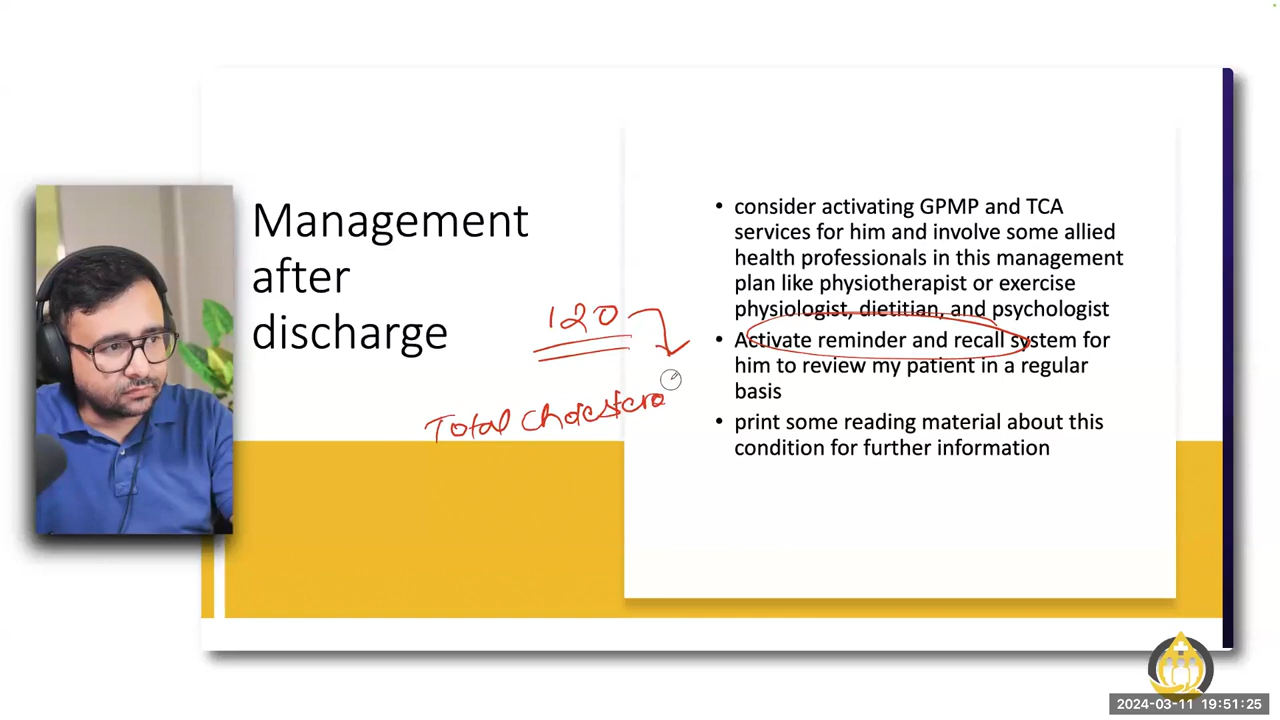 Management
after
discharge
• consider activating GPMP and TCA
services for him and involve some allied
health professionals in this management
plan like physiotherapist or exercise
physiologist, dietitian, and psychologist
• Activate reminder and recall system for
him to review my patient in a regular
basis
• print some reading material about this
condition for further information
120
Total Cholestero
2024-03-11 19:51:25